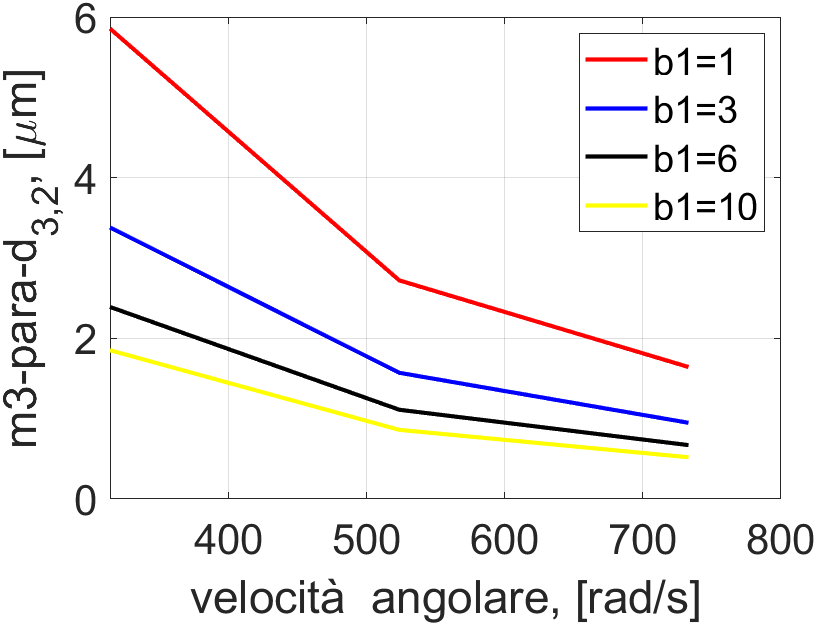 6
4
2
0
m3-para-d3,2, [μm]
b1=1
b1=3
b1=6
b1=10
400 500 600 700 800
velocità angolare, [rad/s]